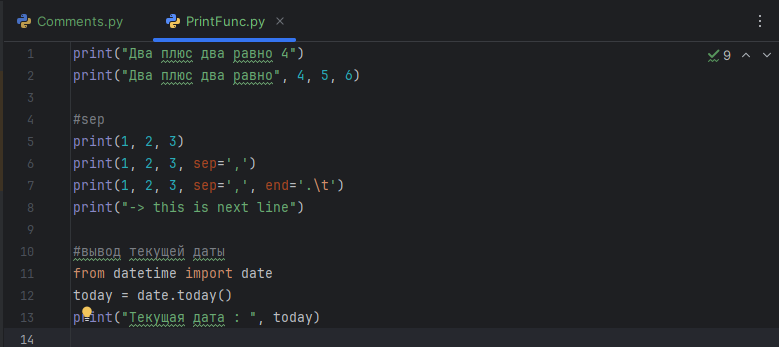 Comments.py PrintFunc.py
9
1 print("Два плюс два равно 4")
2 print("Два плюс два равно", 4, 5, 6)
3
4 #sep
5 print(1, 2, 3)
6 print(1, 2, 3, sep=',')
7 print(1, 2, 3, sep=',', end='.\t')
8 print("-> this is next line")
9
10 #вывод текущей даты
11 from datetime import date
12 today = date.today()
13 print("Текущая дата : ", today)
14